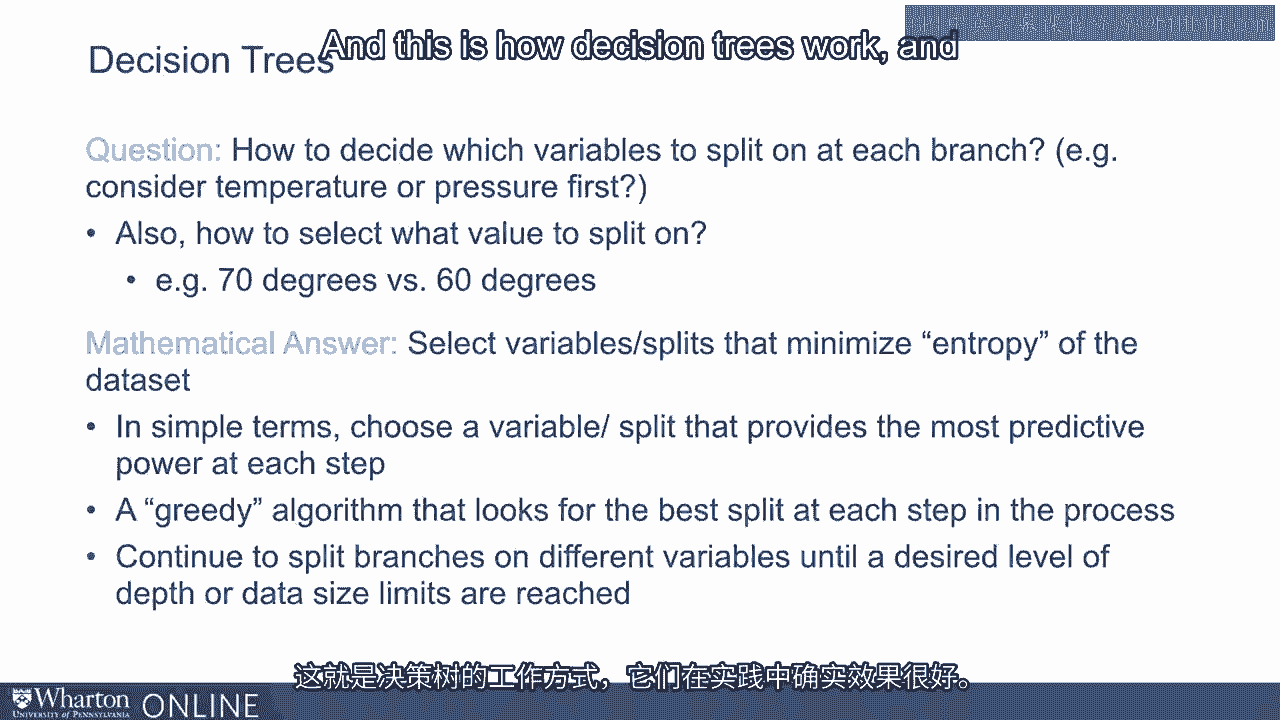 And this is how decision trees work, and
Decision Trees
Question: How to decide which variables to split on at each branch? (e.g.
consider temperature or pressure first?)
• Also, how to select what value to split on?
• e.g. 70 degrees vs. 60 degrees
Mathematical Answer: Select variables/splits that minimize “entropy” of the
dataset
• In simple terms, choose a variable/ split that provides the most predictive
power at each step
• A “greedy” algorithm that looks for the best split at each step in the process
• Continue to split branches on different variables until a desired level of
depth or data size limits are reached
这就是决策树的工作方式，它们在实践中确实效果很好。
Wharton ONLINE
UNIVERSITY of PENNSYLVANIA